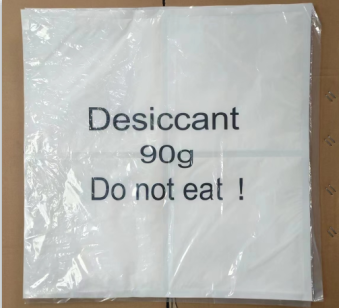 Desiccant
90g
Do not eat !